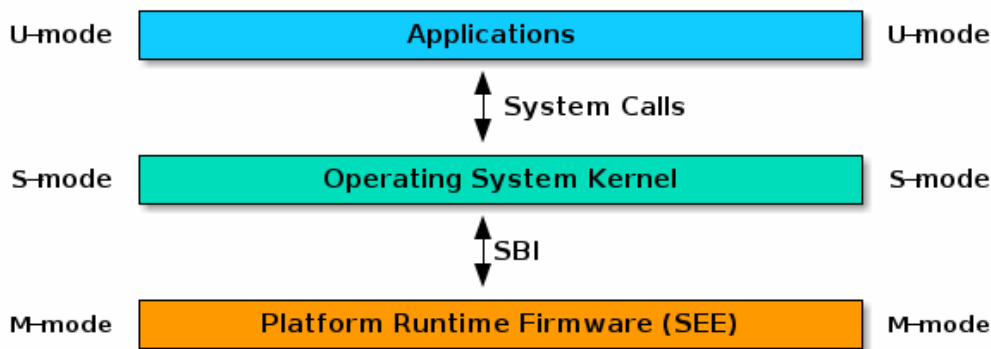 U-mode Applications U-mode
System Calls
S-mode Operating System Kernel S-mode
SBI
M-mode Platform Runtime Firmware (SEE) M-mode